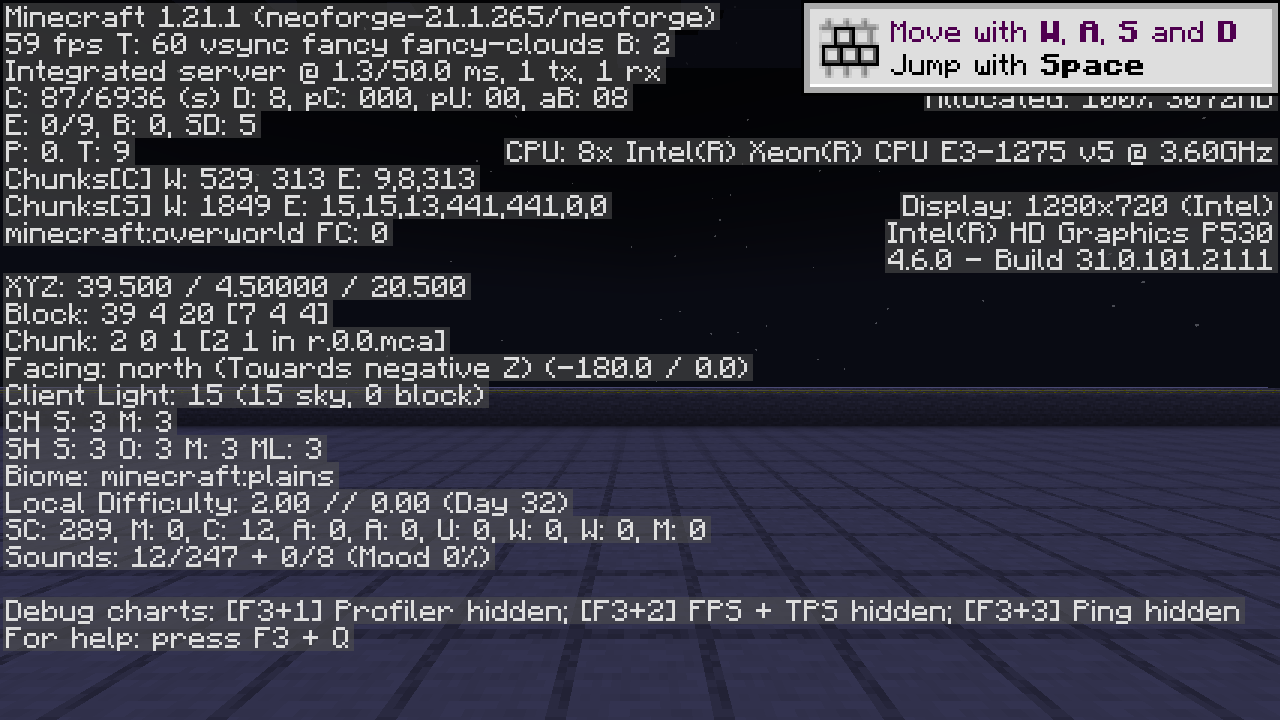 Minecraft 1.21.1 (neoforge-21.1.265/neoforge)
59 fps T: 60 vsync fancy fancy-clouds B: 2
Integrated server @ 1.3/50.0 ms, 1 tx, 1 rx
C: 87/6936 (s) D: 8, pC: 000, pU: 00, aB: 08
E: 0/9, B: 0, SD: 5
P: 0. T: 9
Chunks[C] W: 529, 313 E: 9,8,313
Chunks[S] W: 1849 E: 15,15,13,441,441,0,0
minecraft:overworld FC: 0
XYZ: 39.500 / 4.50000 / 20.500
Block: 39 4 20 [7 4 4]
Chunk: 2 0 1 [2 1 in r.0.0.mca]
Facing: north (Towards negative Z) (-180.0 / 0.0)
Client Light: 15 (15 sky, 0 block)
CH S: 3 M: 3
SH S: 3 O: 3 M: 3 ML: 3
Biome: minecraft:plains
Local Difficulty: 2.00 // 0.00 (Day 32)
SC: 289, M: 0, C: 12, A: 0, A: 0, U: 0, W: 0, W: 0, M: 0
Sounds: 12/247 + 0/8 (Mood 0%)
Debug charts: [F3+1] Profiler hidden; [F3+2] FPS + TPS hidden; [F3+3] Ping hidden
For help: press F3 + Q
Move with W, A, S and D
Jump with Space
Allocated: 100% 3072MB
CPU: 8x Intel(R) Xeon(R) CPU E3-1275 v5 @ 3.60GHz
Display: 1280x720 (Intel)
Intel(R) HD Graphics P530
4.6.0 - Build 31.0.101.2111